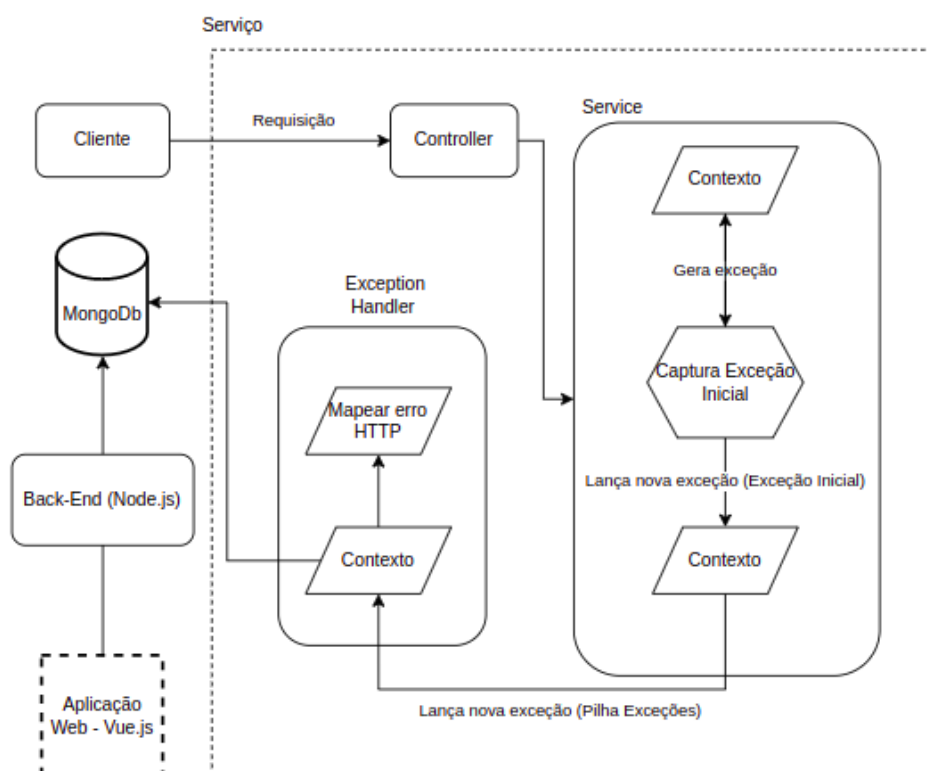 Serviço
Cliente
Requisição
Controller
Service
Contexto
Gera exceção
Captura Exceção
Inicial
Lança nova exceção (Exceção Inicial)
Contexto
Exception
Handler
Mapear erro
HTTP
Contexto
Lança nova exceção (Pilha Exceções)
MongoDb
Back-End (Node.js)
Aplicação
Web - Vue.js